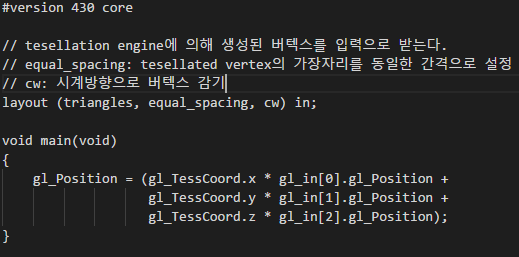 #version 430 core
// tesellation engine에 의해 생성된 버텍스를 입력으로 받는다.
// equal_spacing: tesellated vertex의 가장자리를 동일한 간격으로 설정
// cw: 시계방향으로 버텍스 감기
layout (triangles, equal_spacing, cw) in;
void main(void)
{
gl_Position = (gl_TessCoord.x * gl_in[0].gl_Position +
gl_TessCoord.y * gl_in[1].gl_Position +
gl_TessCoord.z * gl_in[2].gl_Position);
}